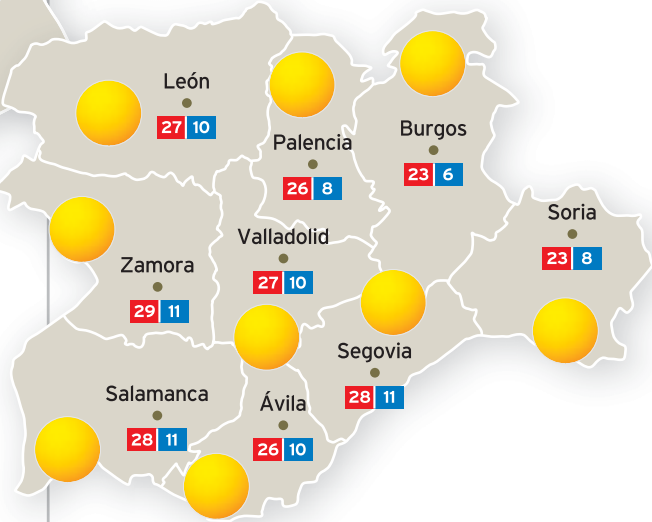 León
27 10
Palencia
26 8
Burgos
23 6
Soria
23 8
Valladolid
27 10
Zamora
29 11
Segovia
28 11
Salamanca
28 11
Ávila
26 10